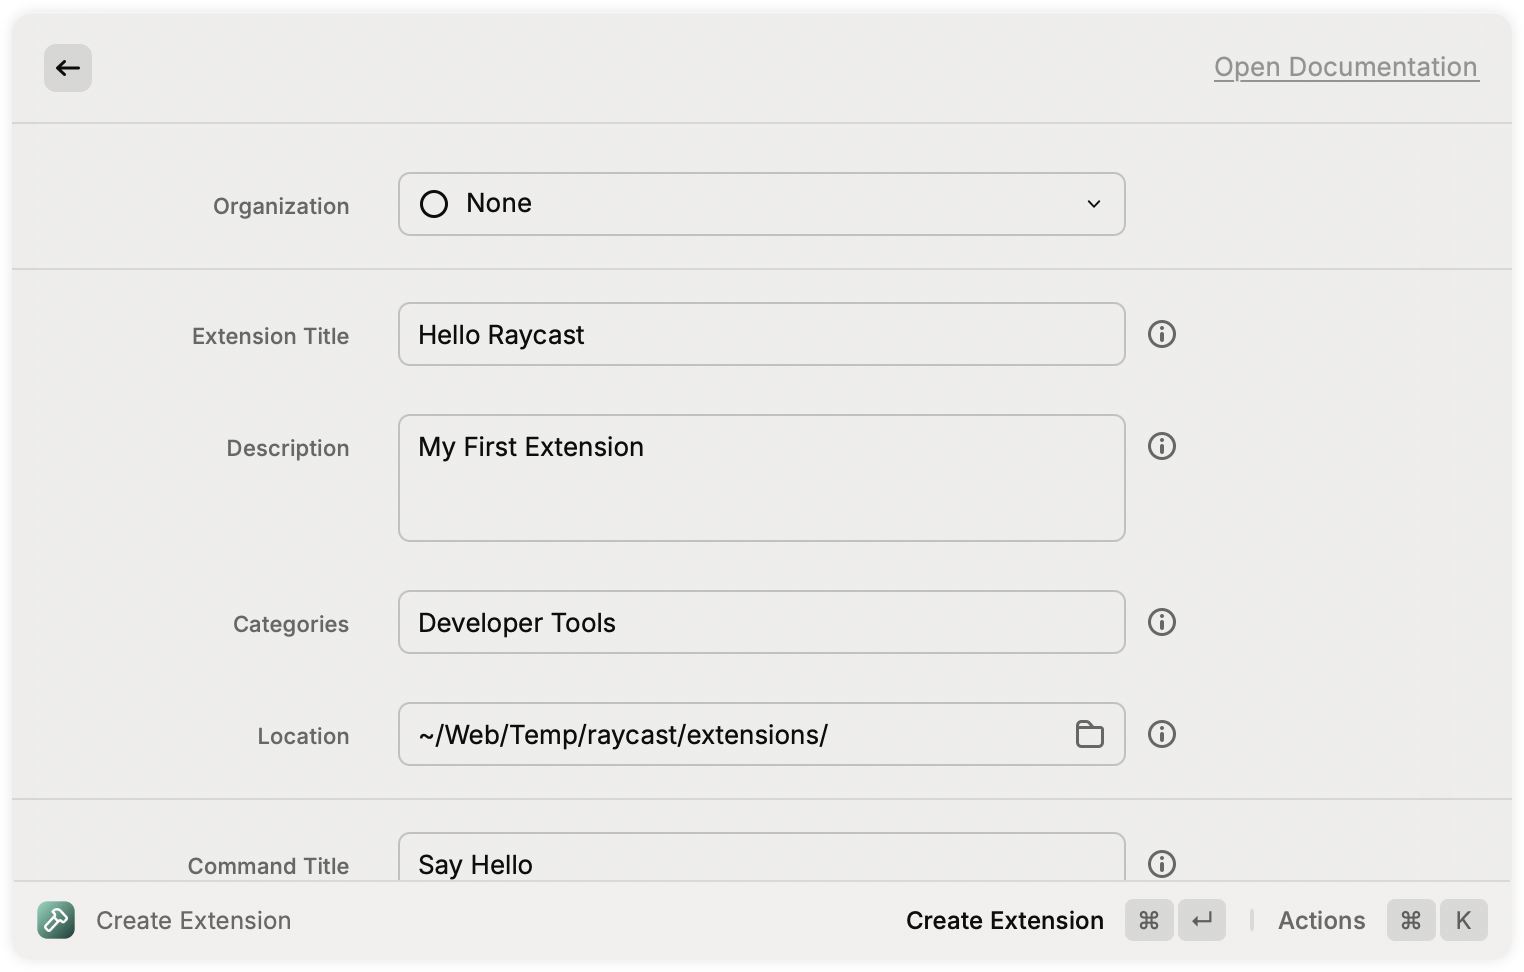 Open Documentation
Organization
None
Extension Title
Hello Raycast
Description
My First Extension
Categories
Developer Tools
Location
~/Web/Temp/raycast/extensions/
Command Title
Say Hello
Create Extension
Create Extension ⌘ ↵ Actions ⌘ K